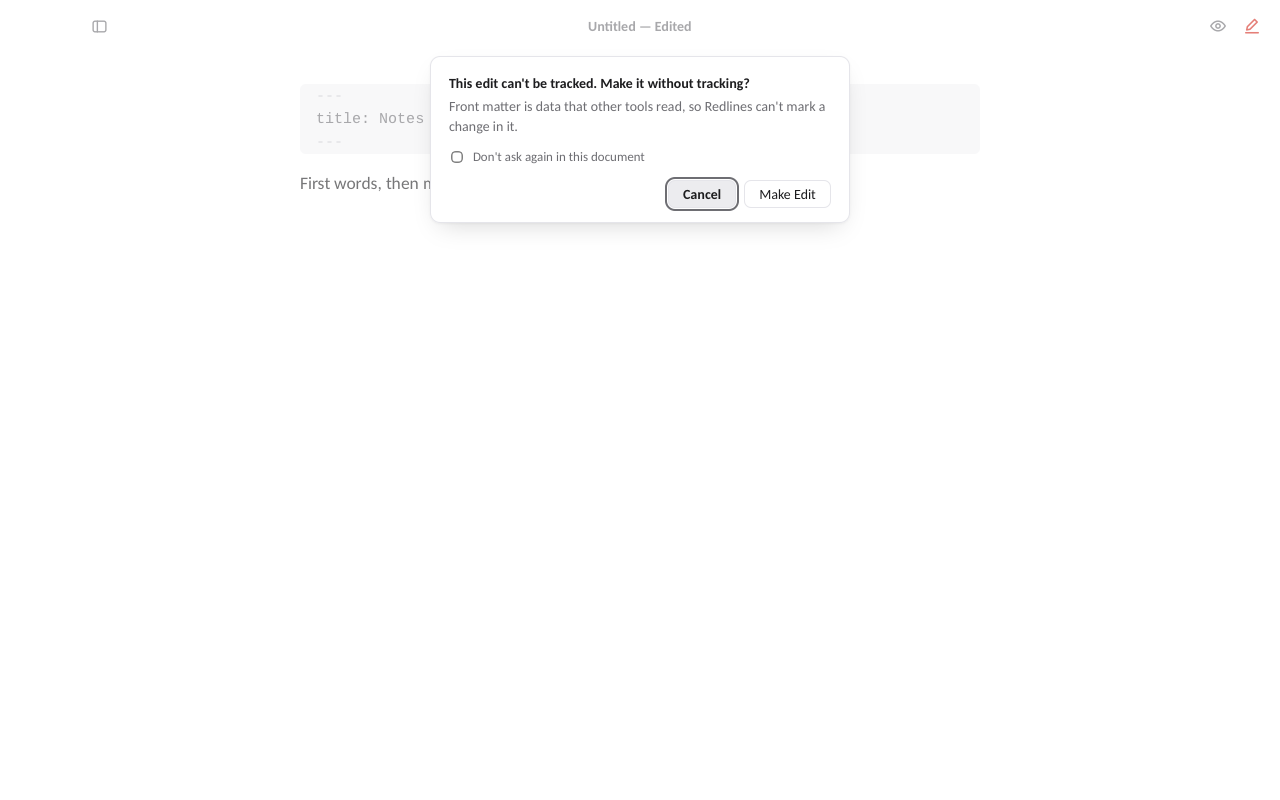 Untitled — Edited
This edit can't be tracked. Make it without tracking?
Front matter is data that other tools read, so Redlines can't mark a
change in it.
Don't ask again in this document
Cancel
Make Edit
---
title: Notes
---
First words, then